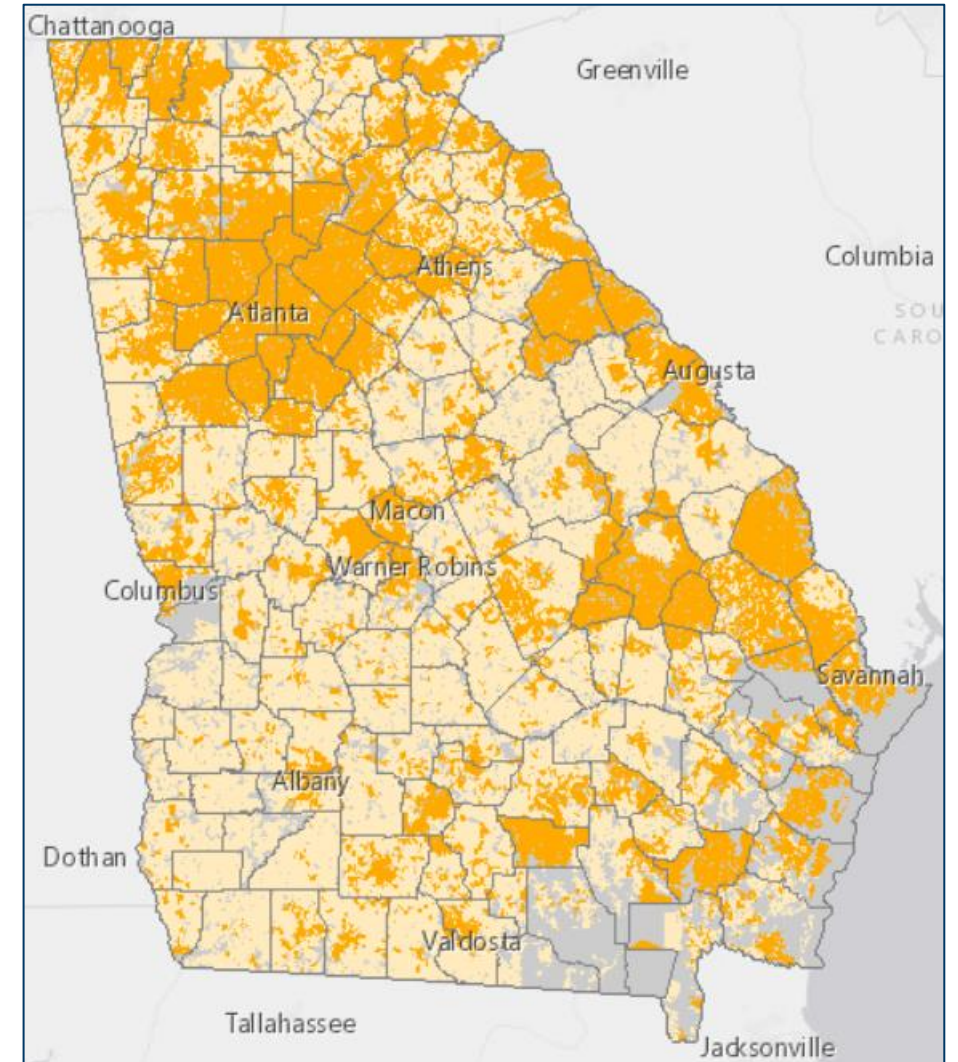 Chattanooga
Greenville
Columbia
Athens
SOU
Atlanta
CARO
Augusta
Macon
Warner Robins
Columbus
Savannah
Albany
Dothan
Valdosta
Tallahassee
Jacksonville